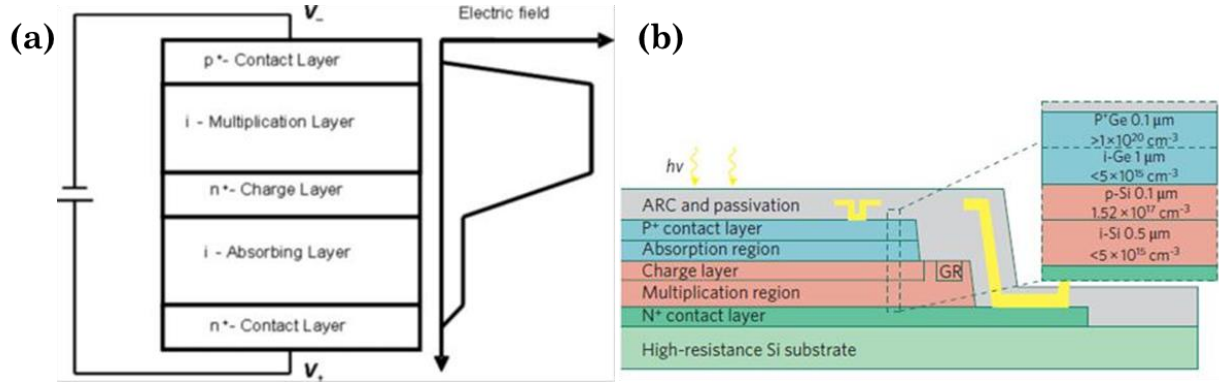 (a)
V₋
Electric field
p⁺- Contact Layer
i - Multiplication Layer
n⁺- Charge Layer
i - Absorbing Layer
n⁺- Contact Layer
V₊
(b)
hν
ARC and passivation
P⁺ contact layer
Absorption region
Charge layer
GR
Multiplication region
N⁺ contact layer
High-resistance Si substrate
P⁺Ge 0.1 μm
>1×10²⁰ cm⁻³
i-Ge 1 μm
<5×10¹⁵ cm⁻³
p-Si 0.1 μm
1.52×10¹⁷ cm⁻³
i-Si 0.5 μm
<5×10¹⁵ cm⁻³